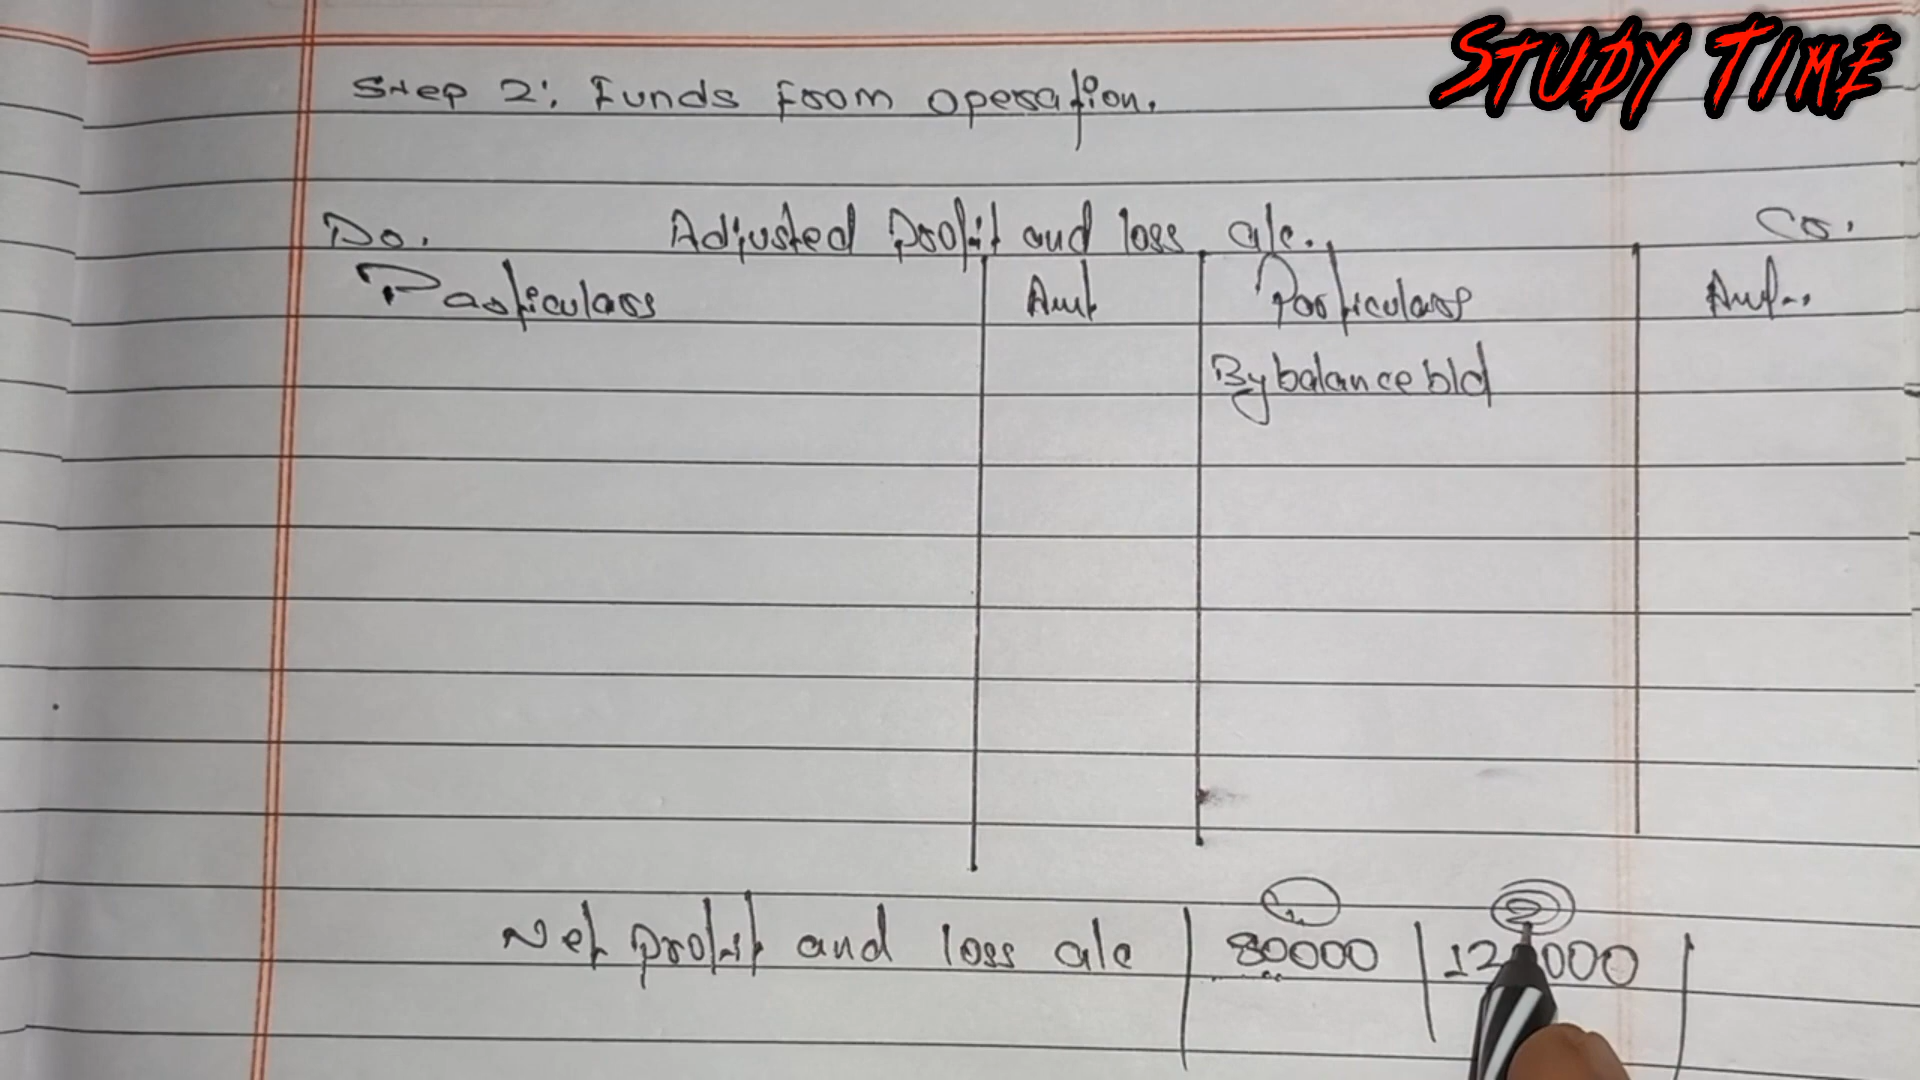 STUDY TIME
Step 2: Funds from operation.
Dr. Adjusted Profit and loss a/c. Cr.
Particulars Amt Particulars Amt.
By balance b/d
Net profit and loss a/c 80000